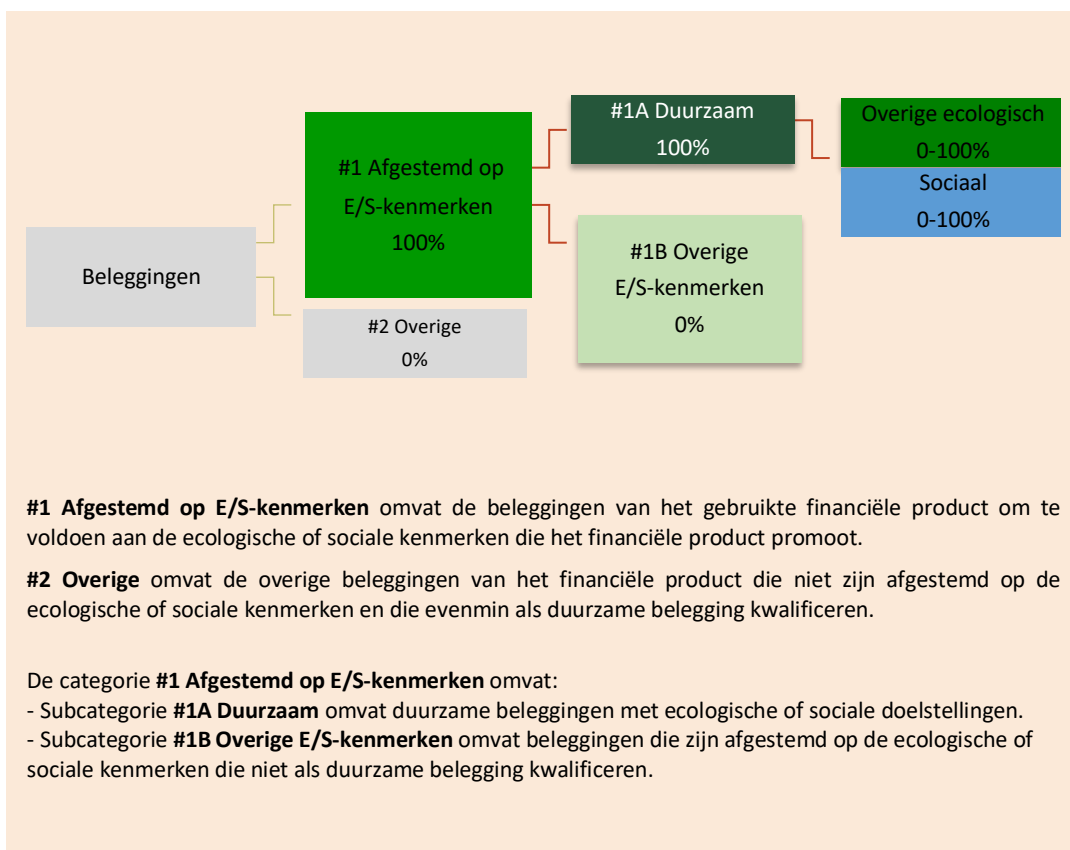 #1A Duurzaam
100%
Overige ecologisch
0-100%
Sociaal
0-100%
#1 Afgestemd op
E/S-kenmerken
100%
#1B Overige
E/S-kenmerken
0%
Beleggingen
#2 Overige
0%
#1 Afgestemd op E/S-kenmerken omvat de beleggingen van het gebruikte financiële product om te
voldoen aan de ecologische of sociale kenmerken die het financiële product promoot.
#2 Overige omvat de overige beleggingen van het financiële product die niet zijn afgestemd op de
ecologische of sociale kenmerken en die evenmin als duurzame belegging kwalificeren.
De categorie #1 Afgestemd op E/S-kenmerken omvat:
- Subcategorie #1A Duurzaam omvat duurzame beleggingen met ecologische of sociale doelstellingen.
- Subcategorie #1B Overige E/S-kenmerken omvat beleggingen die zijn afgestemd op de ecologische of
sociale kenmerken die niet als duurzame belegging kwalificeren.